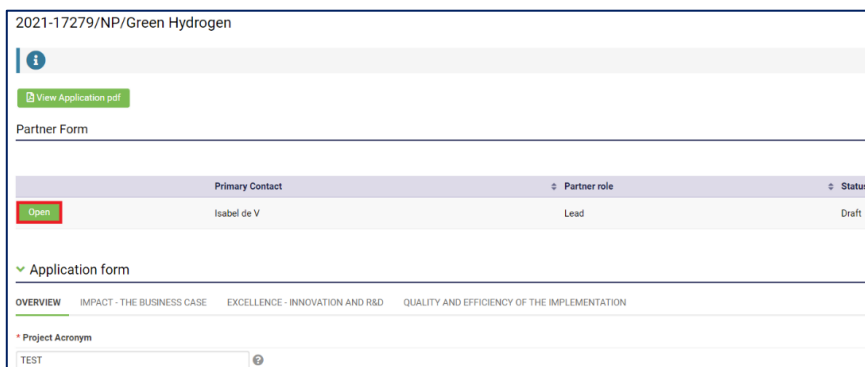 2021-17279/NP/Green Hydrogen
View Application pdf
Partner Form
Primary Contact Partner role Status
Open Isabel de V Lead Draft
Application form
OVERVIEW IMPACT - THE BUSINESS CASE EXCELLENCE - INNOVATION AND R&D QUALITY AND EFFICIENCY OF THE IMPLEMENTATION
* Project Acronym
TEST